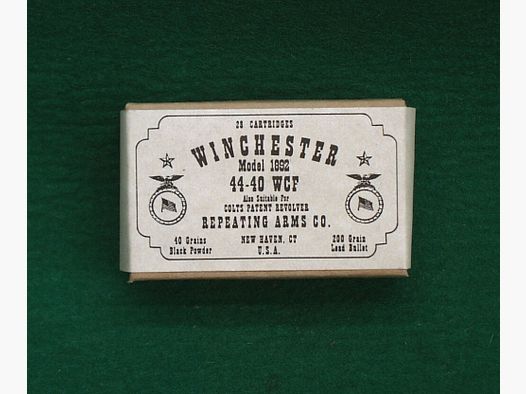 28 CARTRIDGES
WINCHESTER
Model 1892
44-40 WCF
Also Suitable For
COLTS PATENT REVOLVER
REPEATING ARMS CO.
40 Grains
Black Powder
NEW HAVEN, CT
U.S.A.
200 Grain
Lead Bullet